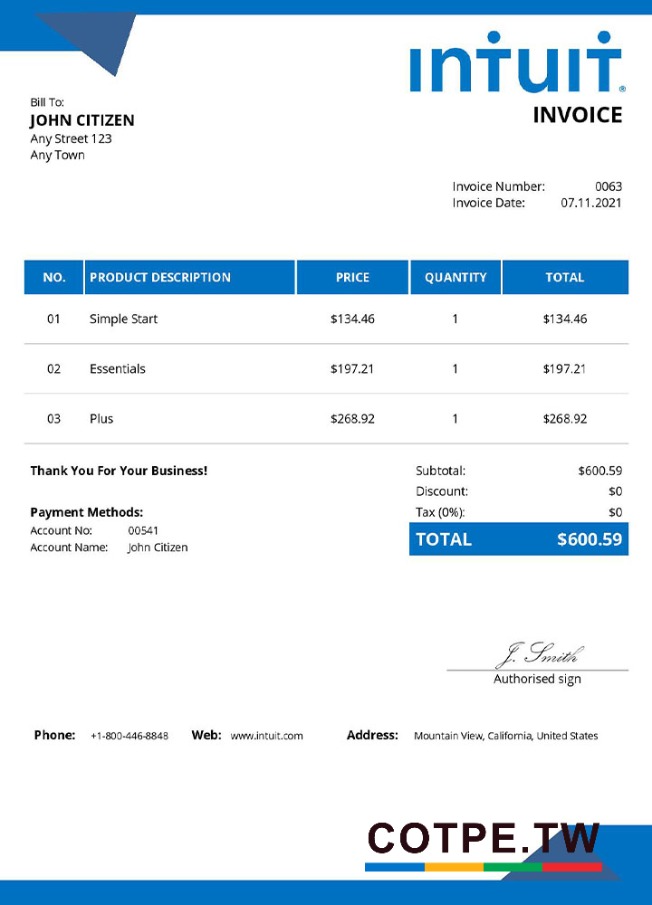 ıntuıt®
INVOICE
Bill To:
JOHN CITIZEN
Any Street 123
Any Town
Invoice Number: 0063
Invoice Date: 07.11.2021
NO. PRODUCT DESCRIPTION PRICE QUANTITY TOTAL
01 Simple Start $134.46 1 $134.46
02 Essentials $197.21 1 $197.21
03 Plus $268.92 1 $268.92
Thank You For Your Business!
Subtotal: $600.59
Discount: $0
Payment Methods:
Tax (0%): $0
Account No: 00541
Account Name: John Citizen
TOTAL $600.59
J. Smith
Authorised sign
Phone: +1-800-446-8848 Web: www.intuit.com Address: Mountain View, California, United States
COTPE.TW